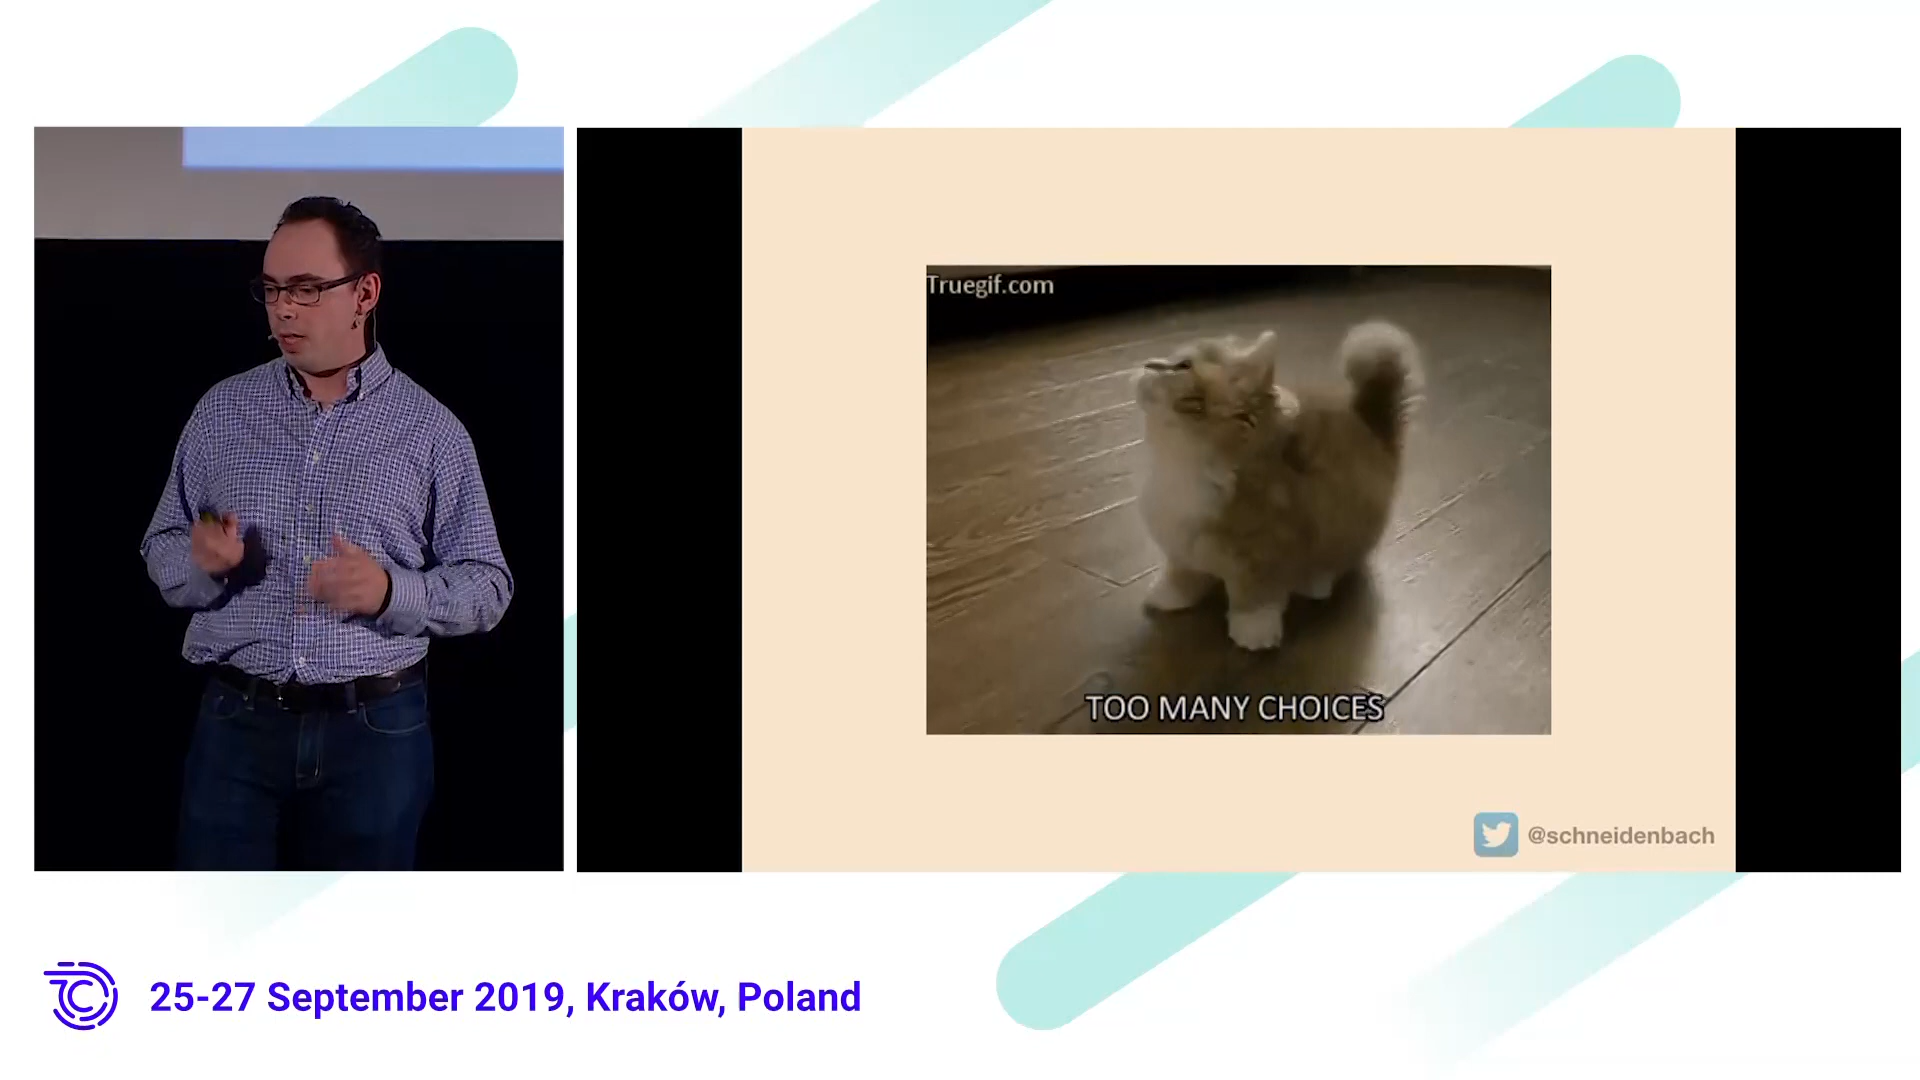 Truegif.com
TOO MANY CHOICES
@schneidenbach
25-27 September 2019, Kraków, Poland